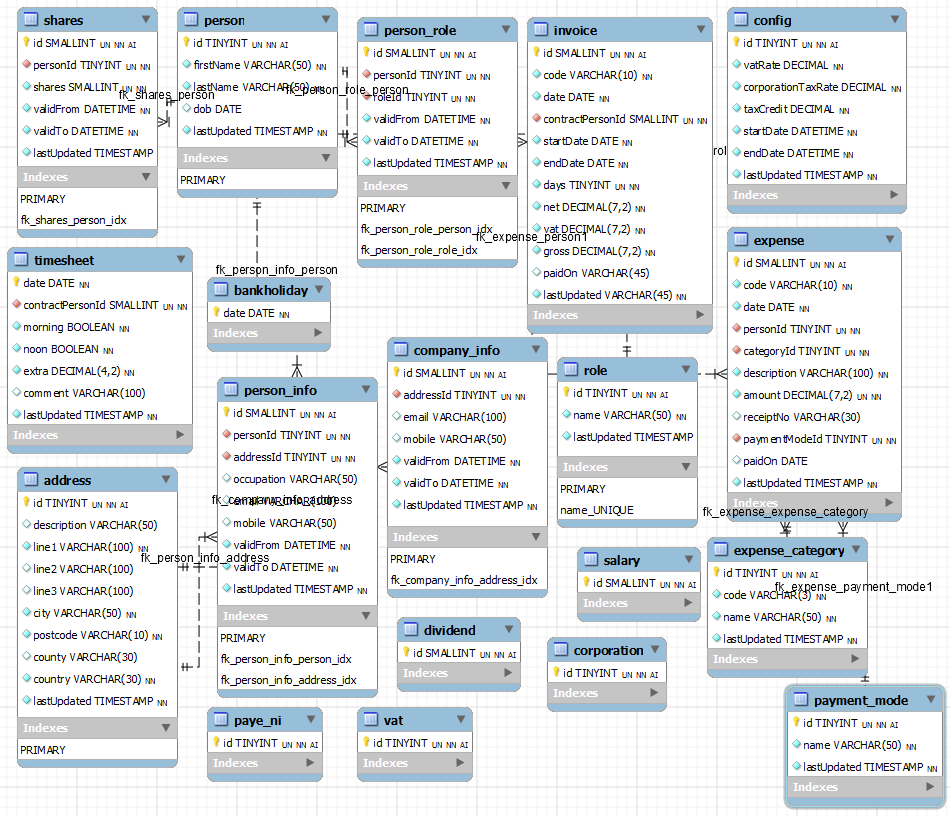 shares
id SMALLINT UN NN AI
personId TINYINT UN NN
shares SMALLINT UN NN
validFrom DATETIME NN
validTo DATETIME NN
lastUpdated TIMESTAMP
Indexes
PRIMARY
fk_shares_person_idx
fk_shares_person
person
id TINYINT UN NN AI
firstName VARCHAR(50) NN
lastName VARCHAR(50) NN
dob DATE
lastUpdated TIMESTAMP NN
Indexes
PRIMARY
fk_person_role_person
person_role
id SMALLINT UN NN AI
personId TINYINT UN NN
roleId TINYINT UN NN
validFrom DATETIME NN
validTo DATETIME NN
lastUpdated TIMESTAMP NN
Indexes
PRIMARY
fk_person_role_person_idx
fk_person_role_role_idx
fk_expense_person1
invoice
id SMALLINT UN NN AI
code VARCHAR(10) NN
date DATE NN
contractPersonId SMALLINT UN NN
startDate DATE NN
endDate DATE NN
days TINYINT UN NN
net DECIMAL(7,2) NN
vat DECIMAL(7,2) NN
gross DECIMAL(7,2) NN
paidOn VARCHAR(45)
lastUpdated VARCHAR(45) NN
Indexes
rol
config
id TINYINT UN NN AI
vatRate DECIMAL NN
corporationTaxRate DECIMAL NN
taxCredit DECIMAL NN
startDate DATETIME NN
endDate DATETIME NN
lastUpdated TIMESTAMP NN
Indexes
timesheet
date DATE NN
contractPersonId SMALLINT UN NN
morning BOOLEAN NN
noon BOOLEAN NN
extra DECIMAL(4,2) NN
comment VARCHAR(100)
lastUpdated TIMESTAMP NN
Indexes
fk_person_info_person
bankholiday
date DATE NN
Indexes
person_info
id SMALLINT UN NN AI
personId TINYINT UN NN
addressId TINYINT UN NN
occupation VARCHAR(50)
fk_company_info_address
mobile VARCHAR(50)
validFrom DATETIME NN
validTo DATETIME NN
lastUpdated TIMESTAMP NN
Indexes
PRIMARY
fk_person_info_person_idx
fk_person_info_address_idx
company_info
id SMALLINT UN NN AI
addressId TINYINT UN NN
email VARCHAR(100)
mobile VARCHAR(50)
validFrom DATETIME NN
validTo DATETIME NN
lastUpdated TIMESTAMP NN
Indexes
PRIMARY
fk_company_info_address_idx
role
id TINYINT UN NN AI
name VARCHAR(50) NN
lastUpdated TIMESTAMP
Indexes
PRIMARY
name_UNIQUE
expense
id SMALLINT UN NN AI
code VARCHAR(10) NN
date DATE NN
personId TINYINT UN NN
categoryId TINYINT UN NN
description VARCHAR(100) NN
amount DECIMAL(7,2) UN NN
receiptNo VARCHAR(30)
paymentModeId TINYINT UN NN
paidOn DATE
lastUpdated TIMESTAMP NN
Indexes
fk_expense_expense_category
address
id TINYINT UN NN AI
description VARCHAR(50)
line1 VARCHAR(100) NN
line2 VARCHAR(100)
line3 VARCHAR(100)
city VARCHAR(50) NN
postcode VARCHAR(10) NN
county VARCHAR(30)
country VARCHAR(30) NN
lastUpdated TIMESTAMP NN
Indexes
PRIMARY
fk_person_info_address
salary
id SMALLINT UN NN AI
Indexes
expense_category
id TINYINT UN NN AI
code VARCHAR(3) NN
name VARCHAR(50) NN
lastUpdated TIMESTAMP NN
Indexes
fk_expense_payment_mode1
dividend
id SMALLINT UN NN AI
Indexes
corporation
id TINYINT UN NN AI
Indexes
paye_ni
id TINYINT UN NN AI
Indexes
vat
id TINYINT UN NN AI
Indexes
payment_mode
id TINYINT UN NN AI
name VARCHAR(50) NN
lastUpdated TIMESTAMP NN
Indexes